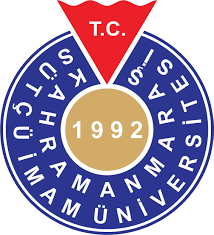 T.C.
KAHRAMANMARAŞ
SÜTÇÜ İMAM ÜNİVERSİTESİ
1992